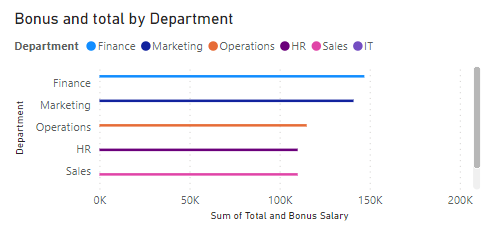 Bonus and total by Department
Department Finance Marketing Operations HR Sales IT
Finance
Marketing
Operations
HR
Sales
Department
0K 50K 100K 150K 200K
Sum of Total and Bonus Salary